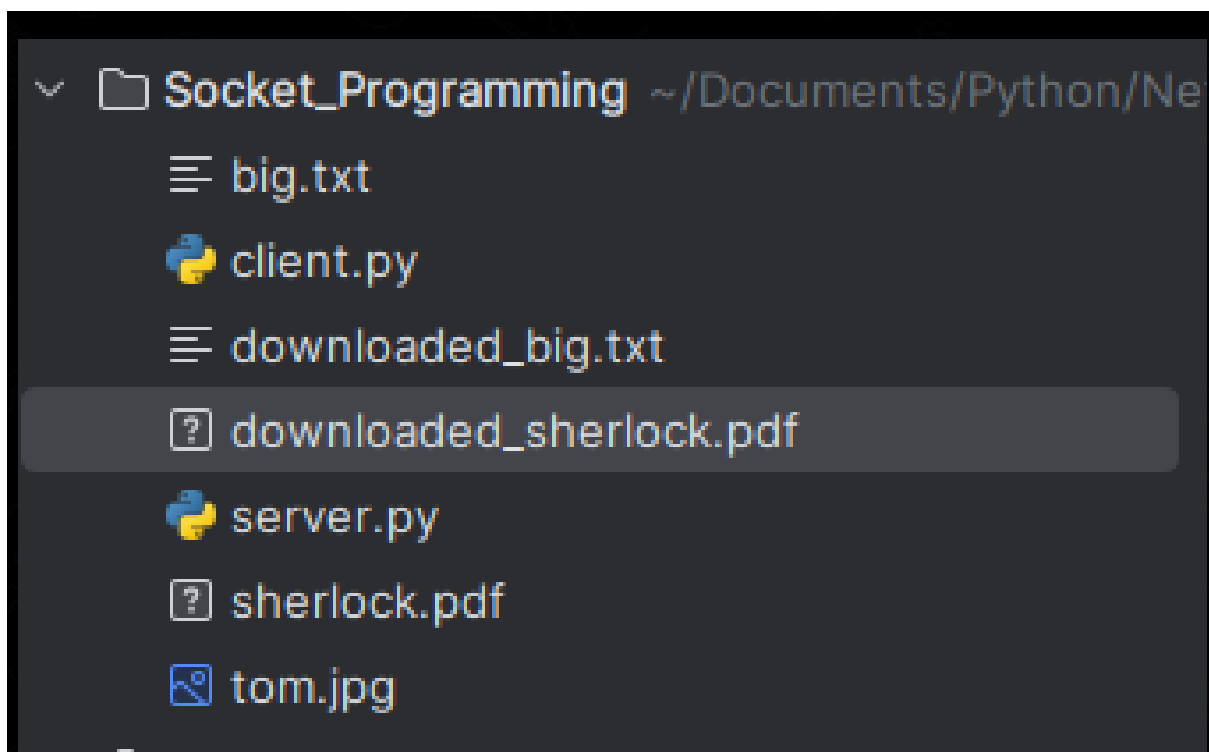 Socket_Programming ~/Documents/Python/Ne
big.txt
client.py
downloaded_big.txt
downloaded_sherlock.pdf
server.py
sherlock.pdf
tom.jpg